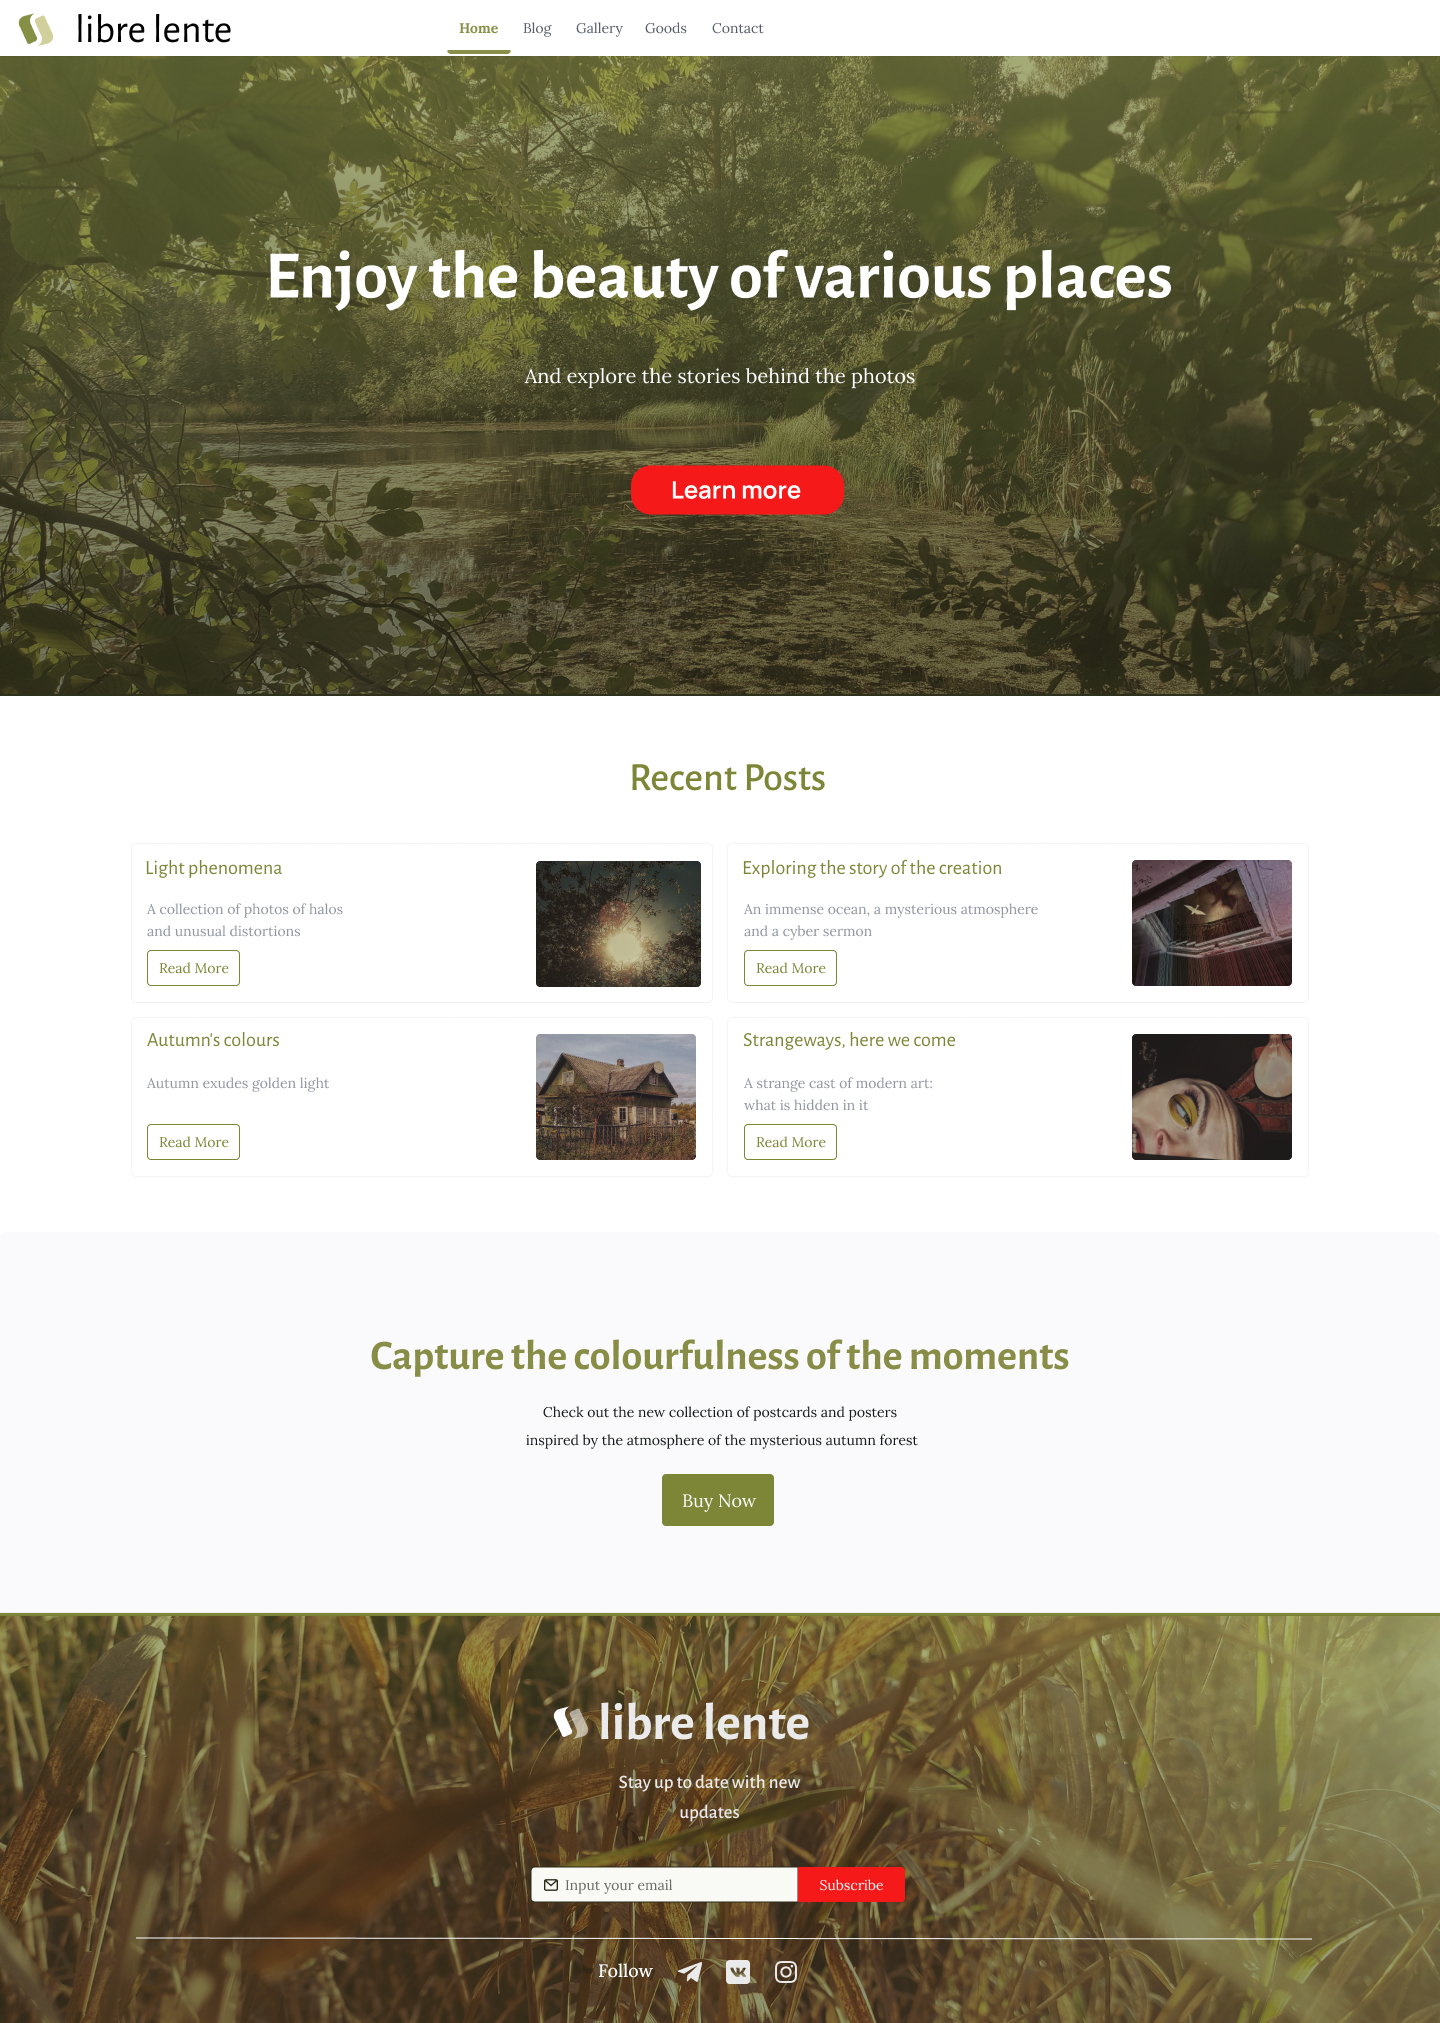 libre lente
Home Blog Gallery Goods Contact
Enjoy the beauty of various places
And explore the stories behind the photos
Learn more
Recent Posts
Light phenomena
A collection of photos of halos
and unusual distortions
Read More
Exploring the story of the creation
An immense ocean, a mysterious atmosphere
and a cyber sermon
Read More
Autumn's colours
Autumn exudes golden light
Read More
Strangeways, here we come
A strange cast of modern art:
what is hidden in it
Read More
Capture the colourfulness of the moments
Check out the new collection of postcards and posters
inspired by the atmosphere of the mysterious autumn forest
Buy Now
libre lente
Stay up to date with new
updates
Input your email Subscribe
Follow